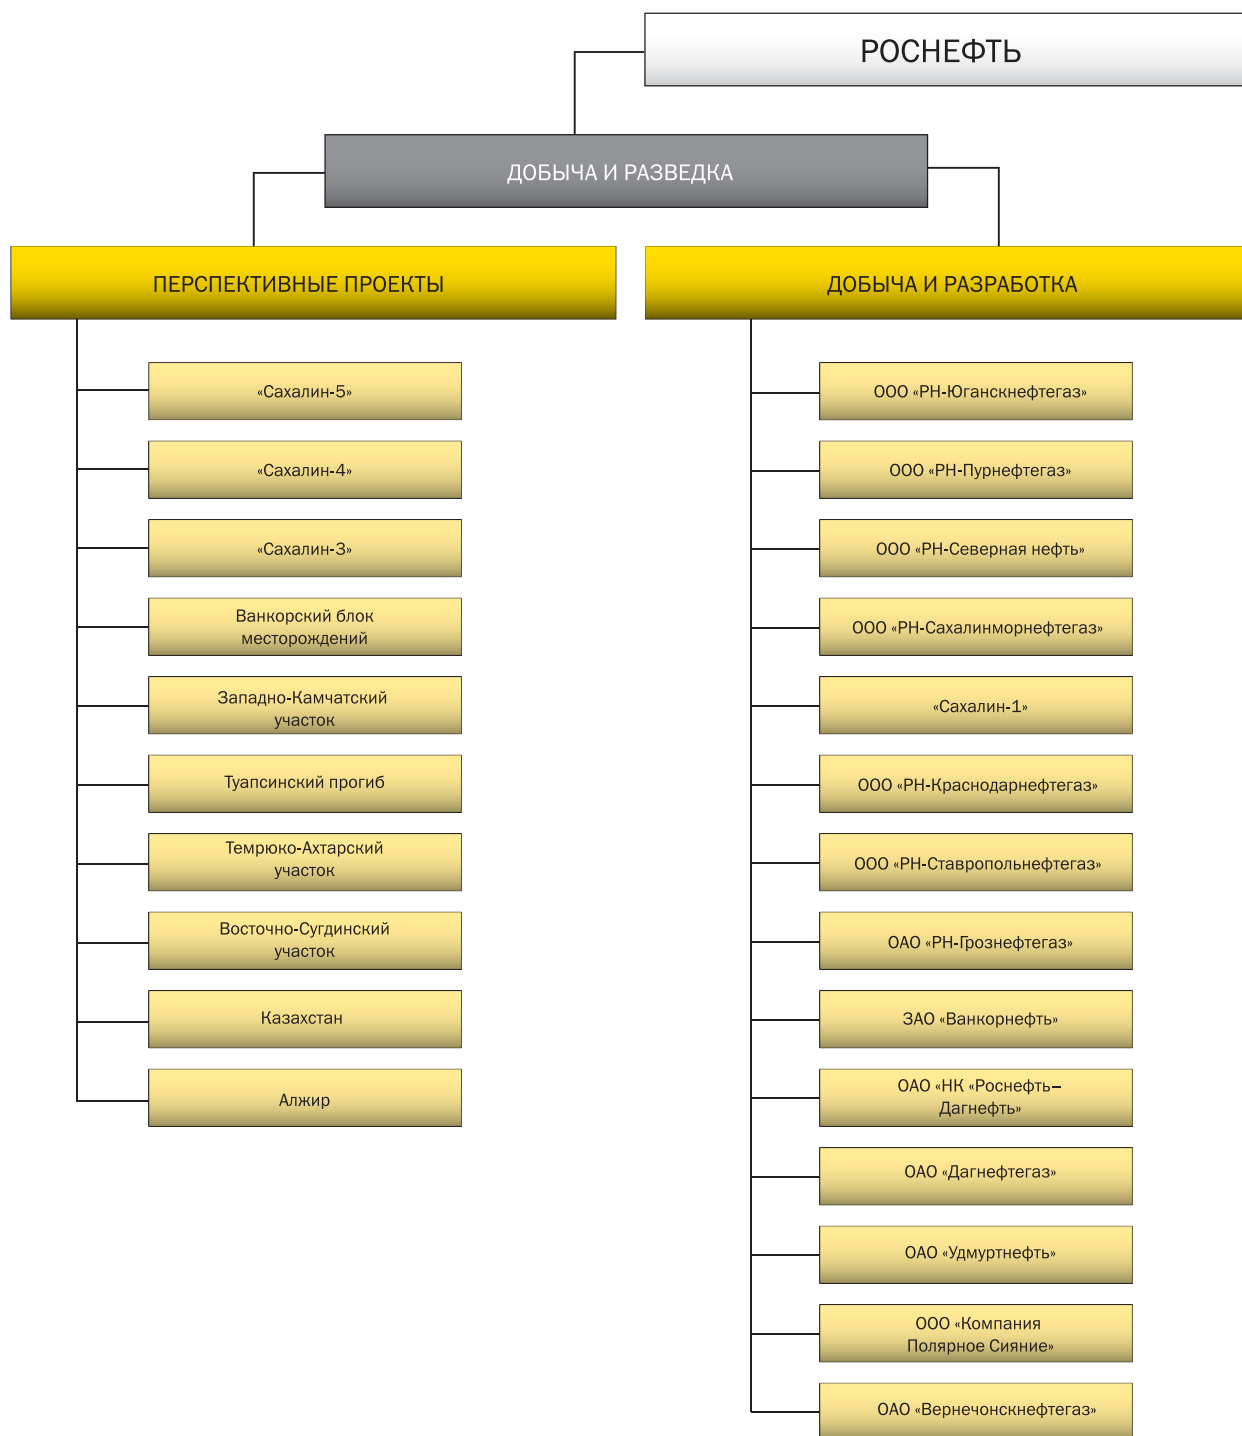 РОСНЕФТЬ
ДОБЫЧА И РАЗВЕДКА
ПЕРСПЕКТИВНЫЕ ПРОЕКТЫ
«Сахалин-5»
«Сахалин-4»
«Сахалин-3»
Ванкорский блок
месторождений
Западно-Камчатский
участок
Туапсинский прогиб
Темрюко-Ахтарский
участок
Восточно-Сугдинский
участок
Казахстан
Алжир
ДОБЫЧА И РАЗРАБОТКА
ООО «РН-Юганскнефтегаз»
ООО «РН-Пурнефтегаз»
ООО «РН-Северная нефть»
ООО «РН-Сахалинморнефтегаз»
«Сахалин-1»
ООО «РН-Краснодарнефтегаз»
ООО «РН-Ставропольнефтегаз»
ОАО «РН-Грознефтегаз»
ЗАО «Ванкорнефть»
ОАО «НК «Роснефть–
Дагнефть»
ОАО «Дагнефтегаз»
ОАО «Удмуртнефть»
ООО «Компания
Полярное Сияние»
ОАО «Вернечонскнефтегаз»